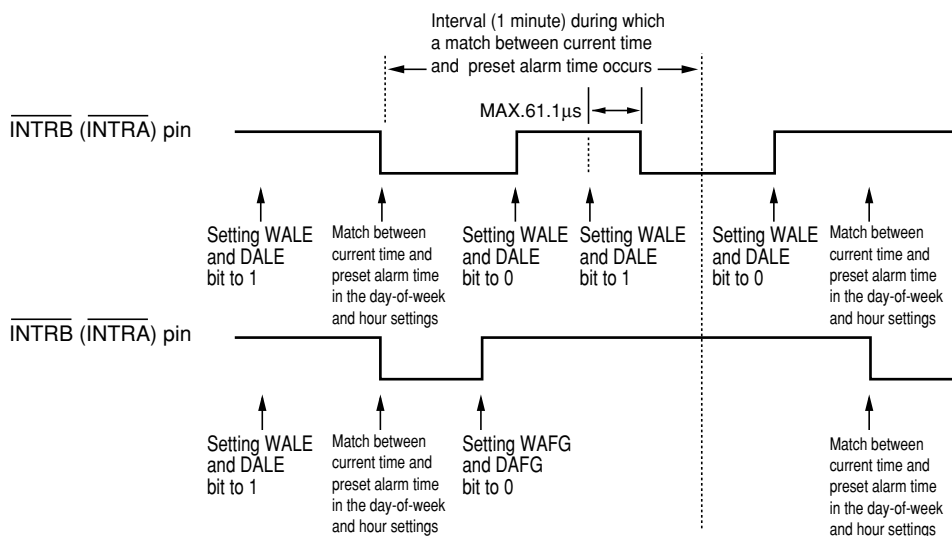 Interval (1 minute) during which
a match between current time
and preset alarm time occurs
MAX.61.1μs
INTRB (INTRA) pin
Setting WALE
and DALE
bit to 1
Match between
current time and
preset alarm time
in the day-of-week
and hour settings
Setting WALE
and DALE
bit to 0
Setting WALE
and DALE
bit to 1
Setting WALE
and DALE
bit to 0
Match between
current time and
preset alarm time
in the day-of-week
and hour settings
INTRB (INTRA) pin
Setting WALE
and DALE
bit to 1
Match between
current time and
preset alarm time
in the day-of-week
and hour settings
Setting WAFG
and DAFG
bit to 0
Match between
current time and
preset alarm time
in the day-of-week
and hour settings